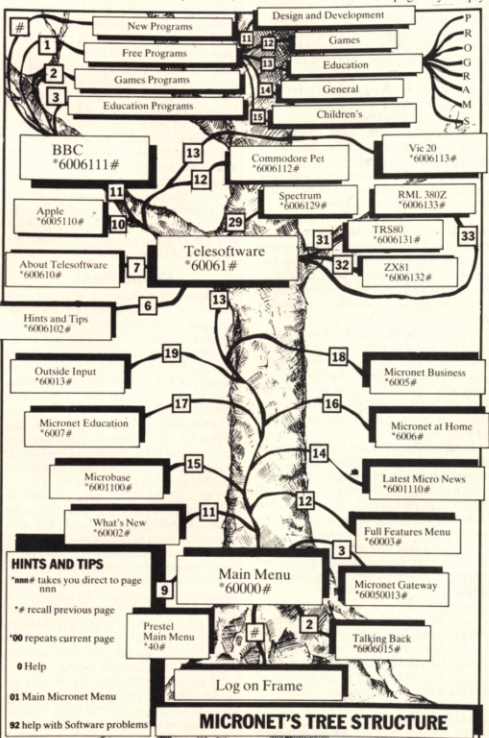 #
New Programs
Design and Development
1
Free Programs
11
12
Games
2
Games Programs
13
Education
3
Education Programs
14
General
15
Children's
P
R
O
G
R
A
M
S
BBC
*6006111#
13
12
Commodore Pet
*6006112#
Vic 20
*6006113#
11
Apple
*6005110#
10
Spectrum
*6006129#
RML 380Z
*6006133#
29
31
TRS80
*6006131#
33
About Telesoftware
*600610#
7
Telesoftware
*60061#
32
ZX81
*6006132#
6
13
Hints and Tips
*6006102#
Outside Input
*60013#
19
18
Micronet Business
*6005#
Micronet Education
*6007#
17
16
Micronet at Home
*6006#
Microbase
*6001100#
15
14
Latest Micro News
*6001110#
What's New
*60002#
11
12
Full Features Menu
*60003#
3
HINTS AND TIPS
*nnn# takes you direct to page
nnn
*# recall previous page
*00 repeats current page
0 Help
01 Main Micronet Menu
92 help with Software problems
9
Main Menu
*60000#
Micronet Gateway
*60050013#
Prestel
Main Menu
*40#
#
2
Talking Back
*6006015#
Log on Frame
MICRONET'S TREE STRUCTURE